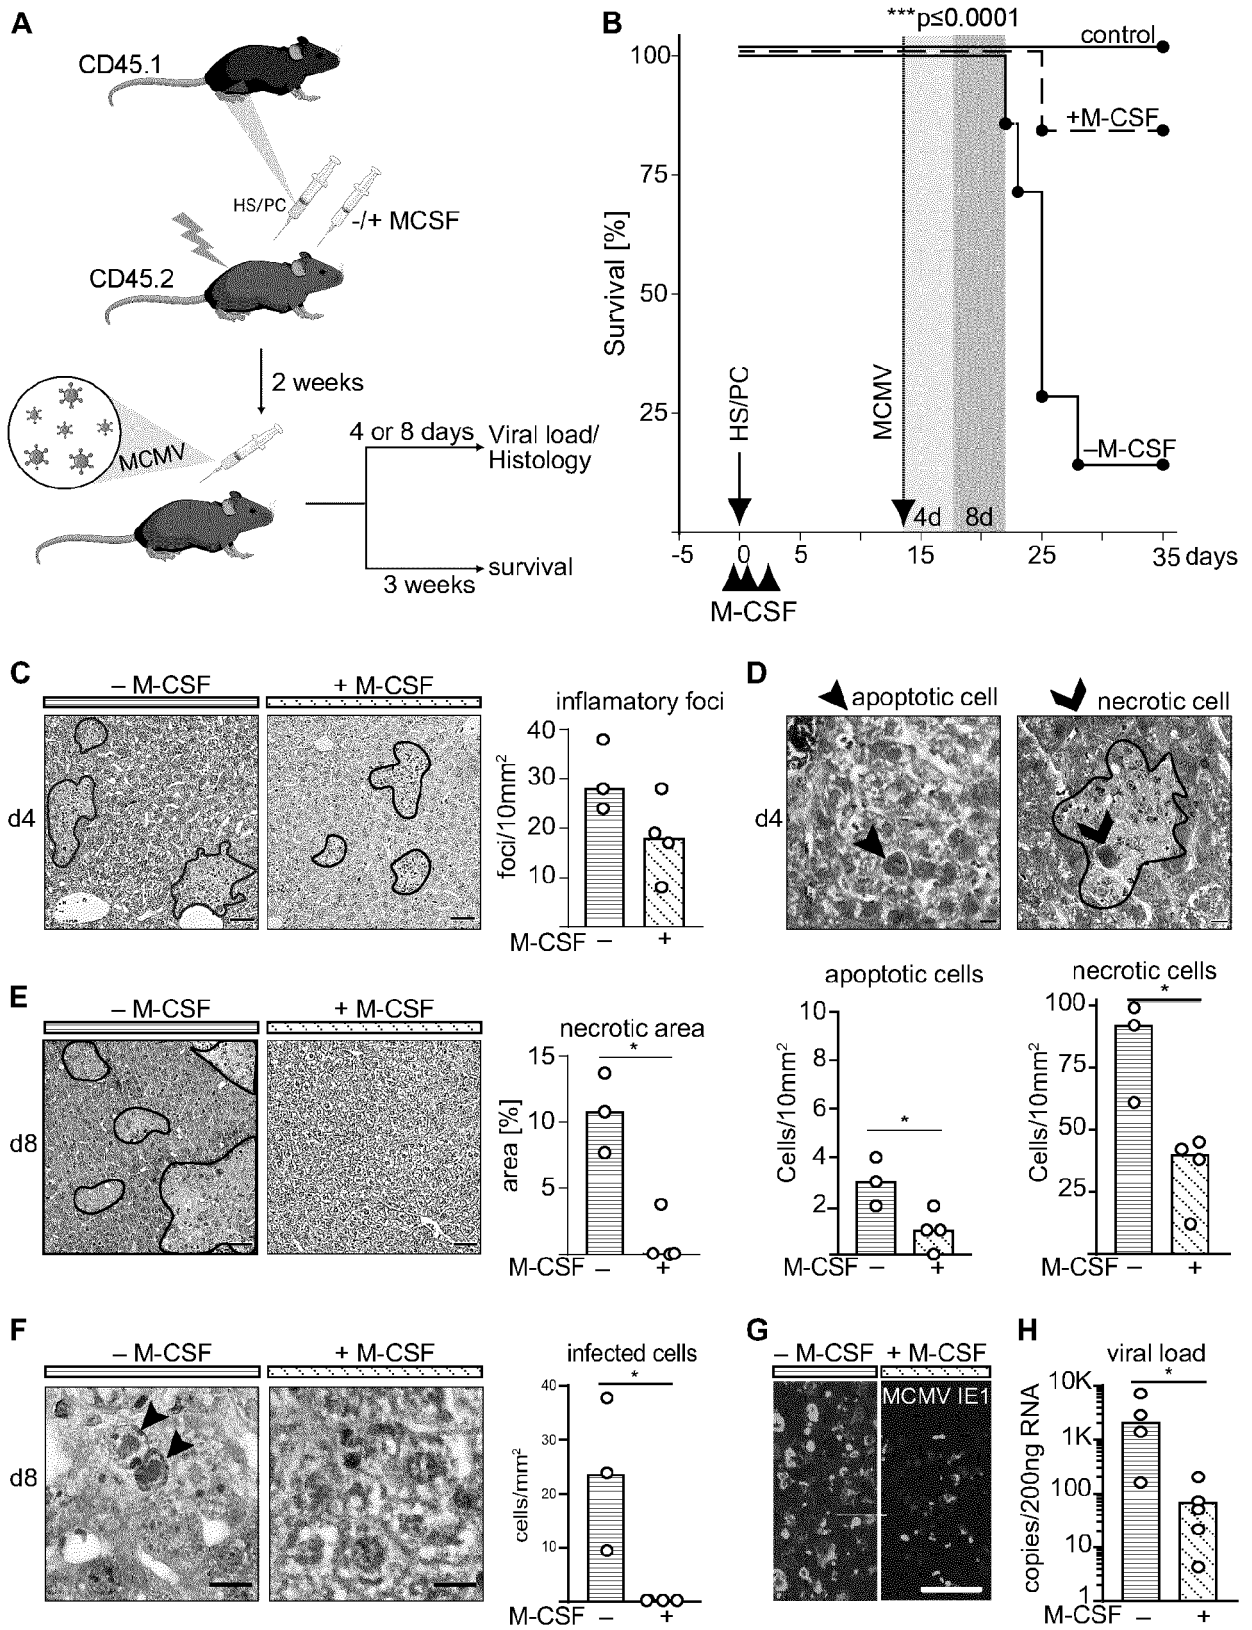 A
CD45.1
HS/PC
-/+ MCSF
CD45.2
2 weeks
MCMV
4 or 8 days
Viral load/
Histology
3 weeks
survival
B
***p≤0.0001
control
+M-CSF
–M-CSF
Survival [%]
100
75
50
25
HS/PC
MCMV
4d
8d
-5
0
5
15
25
35 days
M-CSF
C
– M-CSF
+ M-CSF
d4
inflamatory foci
foci/10mm2
40
30
20
10
M-CSF – +
D
apoptotic cell
necrotic cell
d4
apoptotic cells
Cells/10mm2
10
8
6
4
2
*
M-CSF – +
necrotic cells
Cells/10mm2
100
75
50
25
*
M-CSF – +
E
– M-CSF
+ M-CSF
d8
necrotic area
area [%]
15
10
5
*
M-CSF – +
F
– M-CSF
+ M-CSF
d8
infected cells
cells/mm2
40
30
20
10
*
M-CSF – +
G
– M-CSF
+ M-CSF
MCMV IE1
H
viral load
copies/200ng RNA
10K
1K
100
10
1
*
M-CSF – +